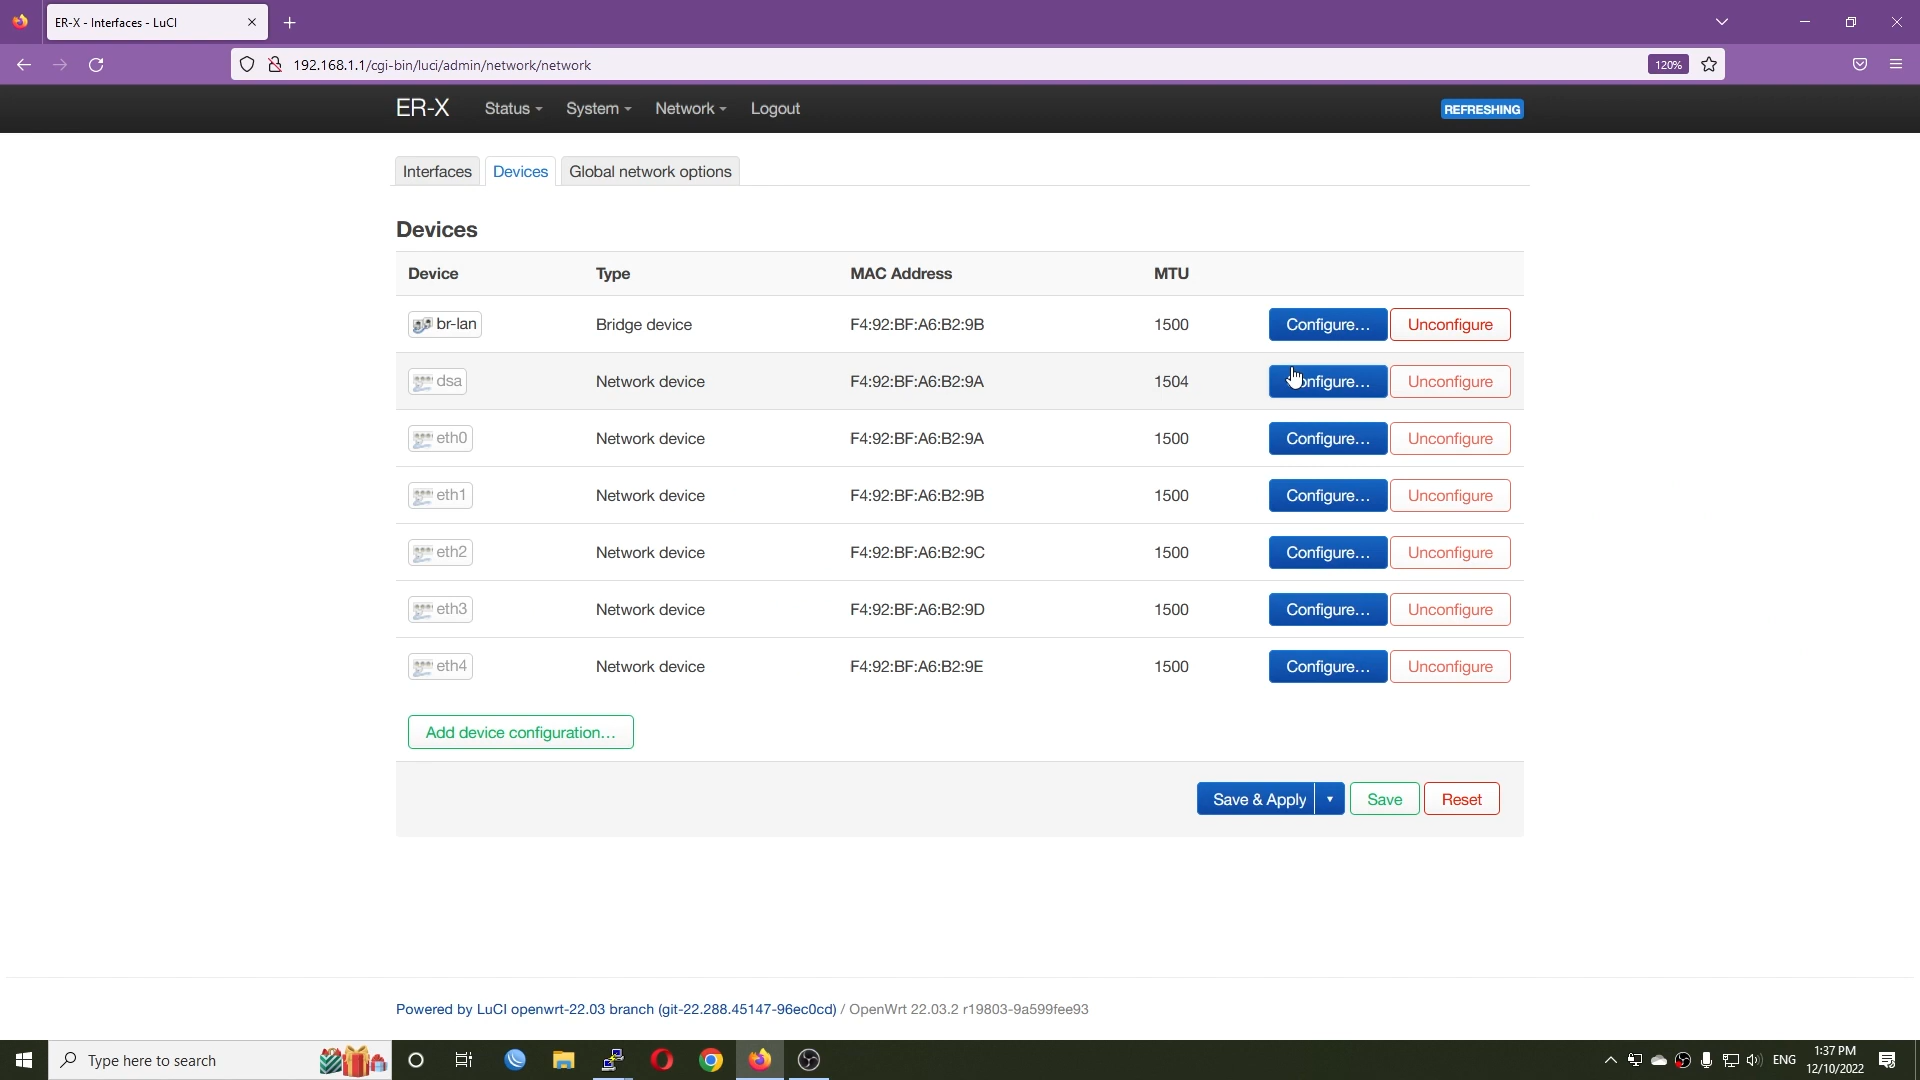 ER-X - Interfaces - LuCI
192.168.1.1/cgi-bin/luci/admin/network/network
120%
ER-X
Status
System
Network
Logout
REFRESHING
Interfaces
Devices
Global network options
Devices
Device Type MAC Address MTU
br-lan Bridge device F4:92:BF:A6:B2:9B 1500 Configure… Unconfigure
dsa Network device F4:92:BF:A6:B2:9A 1504 Configure… Unconfigure
eth0 Network device F4:92:BF:A6:B2:9A 1500 Configure… Unconfigure
eth1 Network device F4:92:BF:A6:B2:9B 1500 Configure… Unconfigure
eth2 Network device F4:92:BF:A6:B2:9C 1500 Configure… Unconfigure
eth3 Network device F4:92:BF:A6:B2:9D 1500 Configure… Unconfigure
eth4 Network device F4:92:BF:A6:B2:9E 1500 Configure… Unconfigure
Add device configuration…
Save & Apply
Save
Reset
Powered by LuCI openwrt-22.03 branch (git-22.288.45147-96ec0cd) / OpenWrt 22.03.2 r19803-9a599fee93
Type here to search
ENG
1:37 PM
12/10/2022